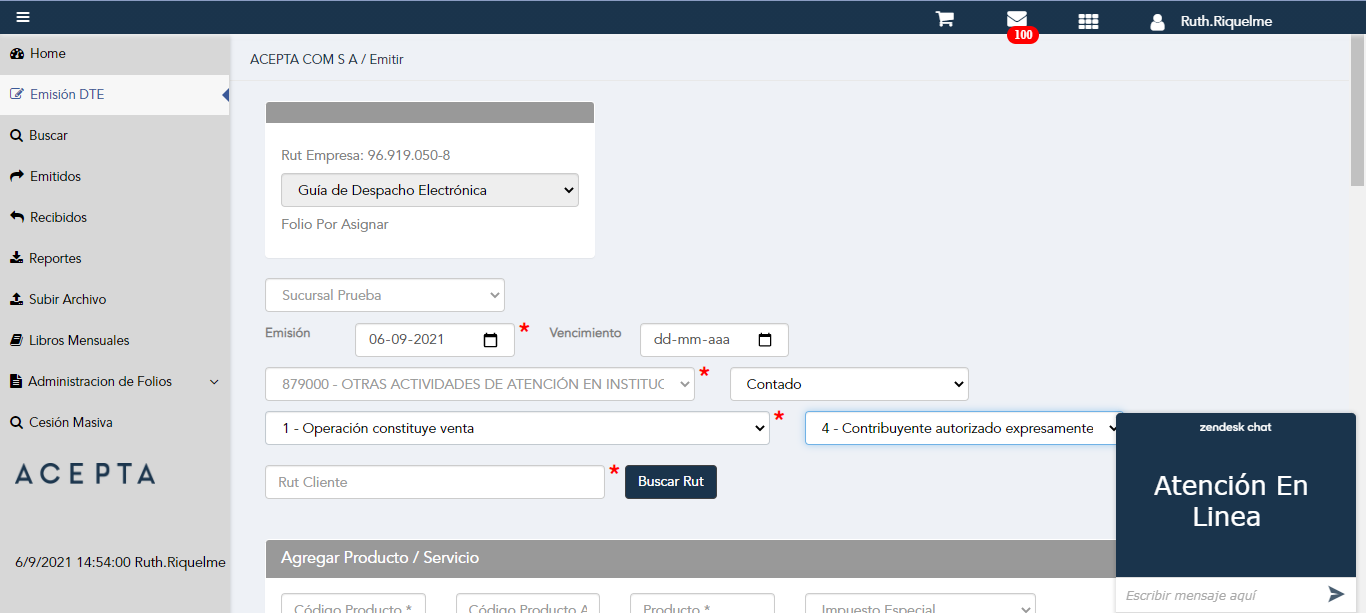 100
Ruth.Riquelme
Home
Emisión DTE
Buscar
Emitidos
Recibidos
Reportes
Subir Archivo
Libros Mensuales
Administracion de Folios
Cesión Masiva
ACEPTA
6/9/2021 14:54:00 Ruth.Riquelme
ACEPTA COM S A / Emitir
Rut Empresa: 96.919.050-8
Guía de Despacho Electrónica
Folio Por Asignar
Sucursal Prueba
Emisión
06-09-2021
*
Vencimiento
dd-mm-aaa
879000 - OTRAS ACTIVIDADES DE ATENCIÓN EN INSTITUC
*
Contado
1 - Operación constituye venta
*
4 - Contribuyente autorizado expresamente
Rut Cliente
*
Buscar Rut
Agregar Producto / Servicio
Código Producto *
Código Producto A
Producto *
Impuesto Especial
zendesk chat
Atención En
Linea
Escribir mensaje aquí